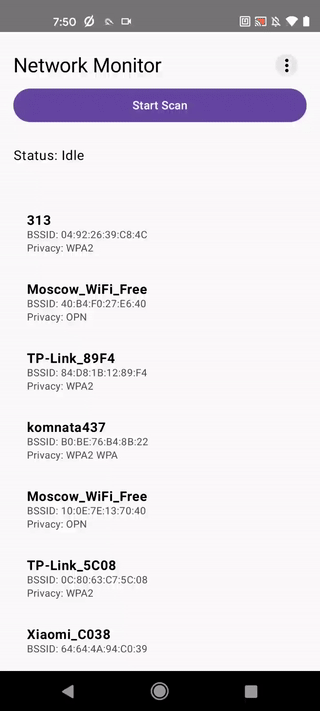 7:50
Network Monitor
Start Scan
Status: Idle
313
BSSID: 04:92:26:39:C8:4C
Privacy: WPA2
Moscow_WiFi_Free
BSSID: 40:B4:F0:27:E6:40
Privacy: OPN
TP-Link_89F4
BSSID: 84:D8:1B:12:89:F4
Privacy: WPA2
komnata437
BSSID: B0:BE:76:B4:8B:22
Privacy: WPA2 WPA
Moscow_WiFi_Free
BSSID: 10:0E:7E:13:70:40
Privacy: OPN
TP-Link_5C08
BSSID: 0C:80:63:C7:5C:08
Privacy: WPA2
Xiaomi_C038
BSSID: 64:64:4A:94:C0:39